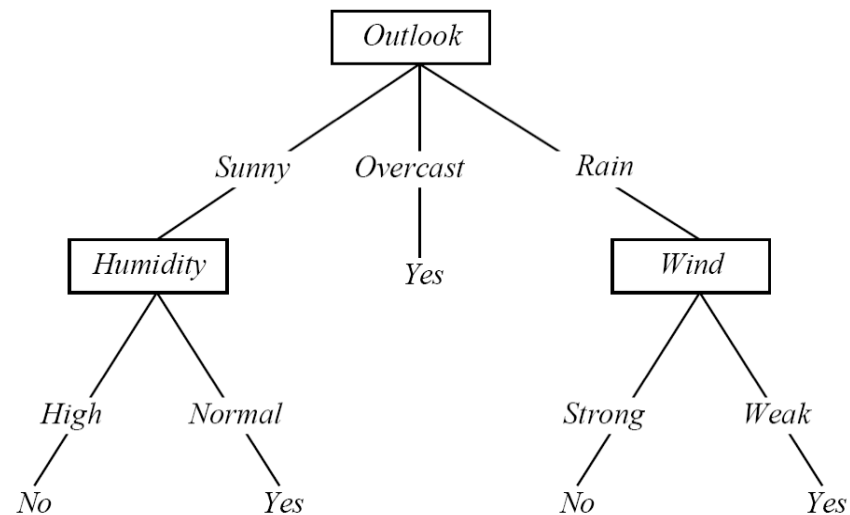 Outlook
Sunny Overcast Rain
Humidity Yes Wind
High Normal Strong Weak
No Yes No Yes